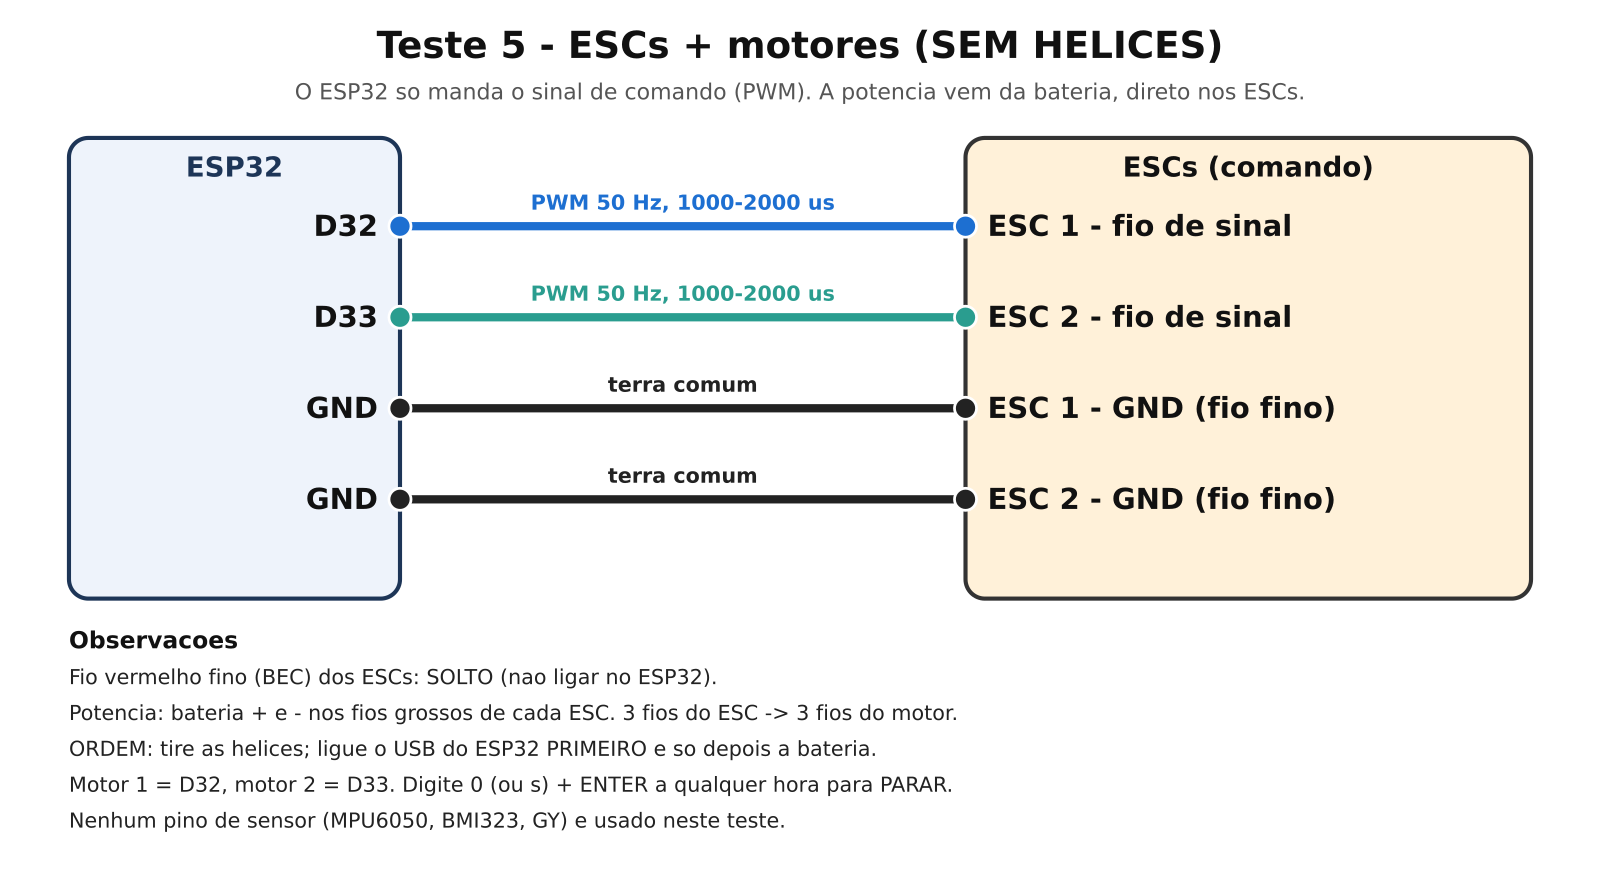 Teste 5 - ESCs + motores (SEM HELICES)
O ESP32 so manda o sinal de comando (PWM). A potencia vem da bateria, direto nos ESCs.
ESP32
ESCs (comando)
D32
PWM 50 Hz, 1000-2000 us
ESC 1 - fio de sinal
D33
PWM 50 Hz, 1000-2000 us
ESC 2 - fio de sinal
GND
terra comum
ESC 1 - GND (fio fino)
GND
terra comum
ESC 2 - GND (fio fino)
Observacoes
Fio vermelho fino (BEC) dos ESCs: SOLTO (nao ligar no ESP32).
Potencia: bateria + e - nos fios grossos de cada ESC. 3 fios do ESC -> 3 fios do motor.
ORDEM: tire as helices; ligue o USB do ESP32 PRIMEIRO e so depois a bateria.
Motor 1 = D32, motor 2 = D33. Digite 0 (ou s) + ENTER a qualquer hora para PARAR.
Nenhum pino de sensor (MPU6050, BMI323, GY) e usado neste teste.